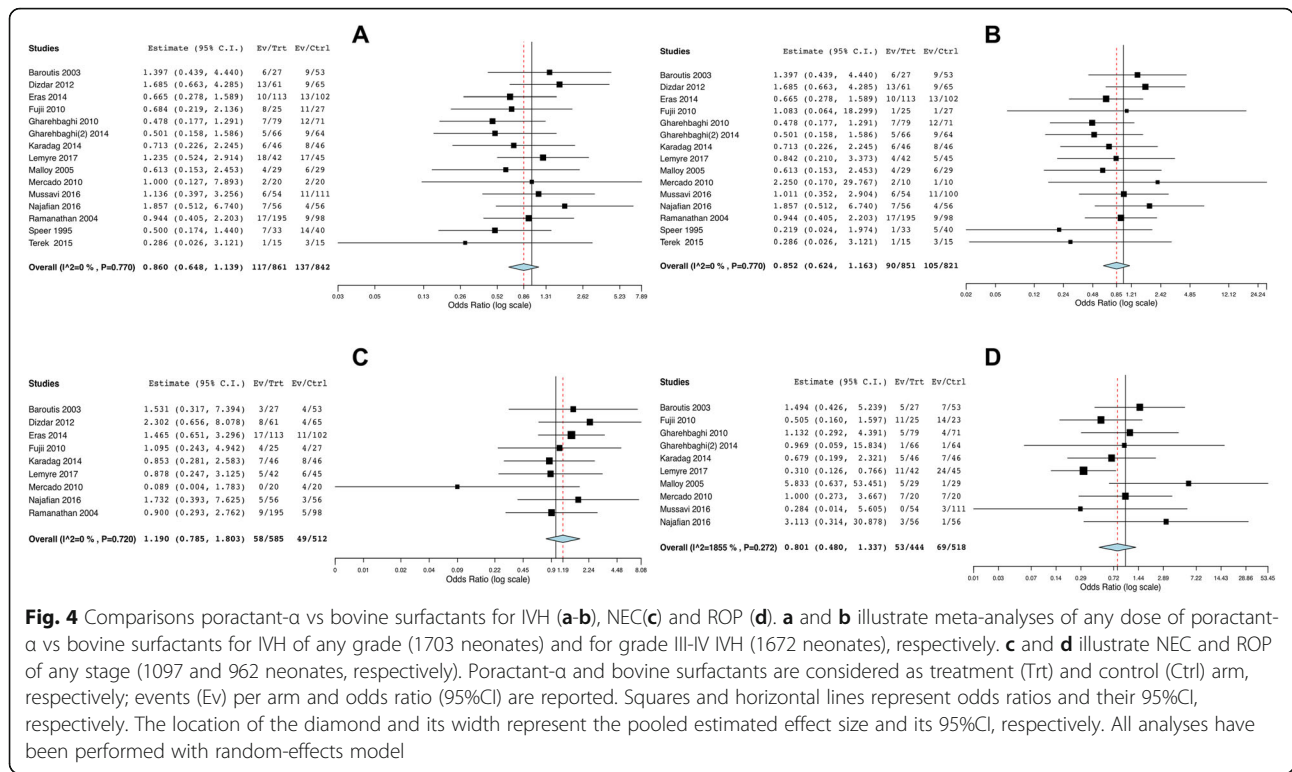 A
Studies Estimate (95% C.I.) Ev/Trt Ev/Ctrl
Baroutis 2003 1.397 (0.439, 4.440) 6/27 9/53
Dizdar 2012 1.685 (0.663, 4.285) 13/61 9/65
Eras 2014 0.665 (0.278, 1.589) 10/113 13/102
Fujii 2010 0.684 (0.219, 2.136) 8/25 11/27
Gharehbaghi 2010 0.478 (0.177, 1.291) 7/79 12/71
Gharehbaghi(2) 2014 0.501 (0.158, 1.586) 5/66 9/64
Karadag 2014 0.713 (0.226, 2.245) 6/46 8/46
Lemyre 2017 1.235 (0.524, 2.914) 18/42 17/45
Malloy 2005 0.613 (0.153, 2.453) 4/29 6/29
Mercado 2010 1.000 (0.127, 7.893) 2/20 2/20
Mussavi 2016 1.136 (0.397, 3.256) 6/54 11/111
Najafian 2016 1.857 (0.512, 6.740) 7/56 4/56
Ramanathan 2004 0.944 (0.405, 2.203) 17/195 9/98
Speer 1995 0.500 (0.174, 1.440) 7/33 14/40
Terek 2015 0.286 (0.026, 3.121) 1/15 3/15
Overall (I^2=0 % , P=0.770) 0.860 (0.648, 1.139) 117/861 137/842
0.03 0.05 0.13 0.26 0.52 0.86 1.31 2.62 5.23 7.89
Odds Ratio (log scale)
B
Studies Estimate (95% C.I.) Ev/Trt Ev/Ctrl
Baroutis 2003 1.397 (0.439, 4.440) 6/27 9/53
Dizdar 2012 1.685 (0.663, 4.285) 13/61 9/65
Eras 2014 0.665 (0.278, 1.589) 10/113 13/102
Fujii 2010 1.083 (0.064, 18.299) 1/25 1/27
Gharehbaghi 2010 0.478 (0.177, 1.291) 7/79 12/71
Gharehbaghi(2) 2014 0.501 (0.158, 1.586) 5/66 9/64
Karadag 2014 0.713 (0.226, 2.245) 6/46 8/46
Lemyre 2017 0.842 (0.210, 3.373) 4/42 5/45
Malloy 2005 0.613 (0.153, 2.453) 4/29 6/29
Mercado 2010 2.250 (0.170, 29.767) 2/10 1/10
Mussavi 2016 1.011 (0.352, 2.904) 6/54 11/100
Najafian 2016 1.857 (0.512, 6.740) 7/56 4/56
Ramanathan 2004 0.944 (0.405, 2.203) 17/195 9/98
Speer 1995 0.219 (0.024, 1.974) 1/33 5/40
Terek 2015 0.286 (0.026, 3.121) 1/15 3/15
Overall (I^2=0 % , P=0.770) 0.852 (0.624, 1.163) 90/851 105/821
0.02 0.05 0.12 0.24 0.48 0.85 1.21 2.42 4.85 12.12 24.24
Odds Ratio (log scale)
C
Studies Estimate (95% C.I.) Ev/Trt Ev/Ctrl
Baroutis 2003 1.531 (0.317, 7.394) 3/27 4/53
Dizdar 2012 2.302 (0.656, 8.078) 8/61 4/65
Eras 2014 1.465 (0.651, 3.296) 17/113 11/102
Fujii 2010 1.095 (0.243, 4.942) 4/25 4/27
Karadag 2014 0.853 (0.281, 2.583) 7/46 8/46
Lemyre 2017 0.878 (0.247, 3.125) 5/42 6/45
Mercado 2010 0.089 (0.004, 1.783) 0/20 4/20
Najafian 2016 1.732 (0.393, 7.625) 5/56 3/56
Ramanathan 2004 0.900 (0.293, 2.762) 9/195 5/98
Overall (I^2=0 % , P=0.720) 1.190 (0.785, 1.803) 58/585 49/512
0 0.01 0.02 0.04 0.09 0.22 0.45 0.9 1.19 2.24 4.48 8.08
Odds Ratio (log scale)
D
Studies Estimate (95% C.I.) Ev/Trt Ev/Ctrl
Baroutis 2003 1.494 (0.426, 5.239) 5/27 7/53
Fujii 2010 0.505 (0.160, 1.597) 11/25 14/23
Gharehbaghi 2010 1.132 (0.292, 4.391) 5/79 4/71
Gharehbaghi(2) 2014 0.969 (0.059, 15.834) 1/66 1/64
Karadag 2014 0.679 (0.199, 2.321) 5/46 7/46
Lemyre 2017 0.310 (0.126, 0.766) 11/42 24/45
Malloy 2005 5.833 (0.637, 53.451) 5/29 1/29
Mercado 2010 1.000 (0.273, 3.667) 7/20 7/20
Mussavi 2016 0.284 (0.014, 5.605) 0/54 3/111
Najafian 2016 3.113 (0.314, 30.878) 3/56 1/56
Overall (I^2=1855 % , P=0.272) 0.801 (0.480, 1.337) 53/444 69/518
0.01 0.03 0.07 0.14 0.29 0.72 1.44 2.89 7.22 14.43 28.86 53.45
Odds Ratio (log scale)
Fig. 4 Comparisons poractant-α vs bovine surfactants for IVH (a-b), NEC(c) and ROP (d). a and b illustrate meta-analyses of any dose of poractant-
α vs bovine surfactants for IVH of any grade (1703 neonates) and for grade III-IV IVH (1672 neonates), respectively. c and d illustrate NEC and ROP
of any stage (1097 and 962 neonates, respectively). Poractant-α and bovine surfactants are considered as treatment (Trt) and control (Ctrl) arm,
respectively; events (Ev) per arm and odds ratio (95%CI) are reported. Squares and horizontal lines represent odds ratios and their 95%CI,
respectively. The location of the diamond and its width represent the pooled estimated effect size and its 95%CI, respectively. All analyses have
been performed with random-effects model